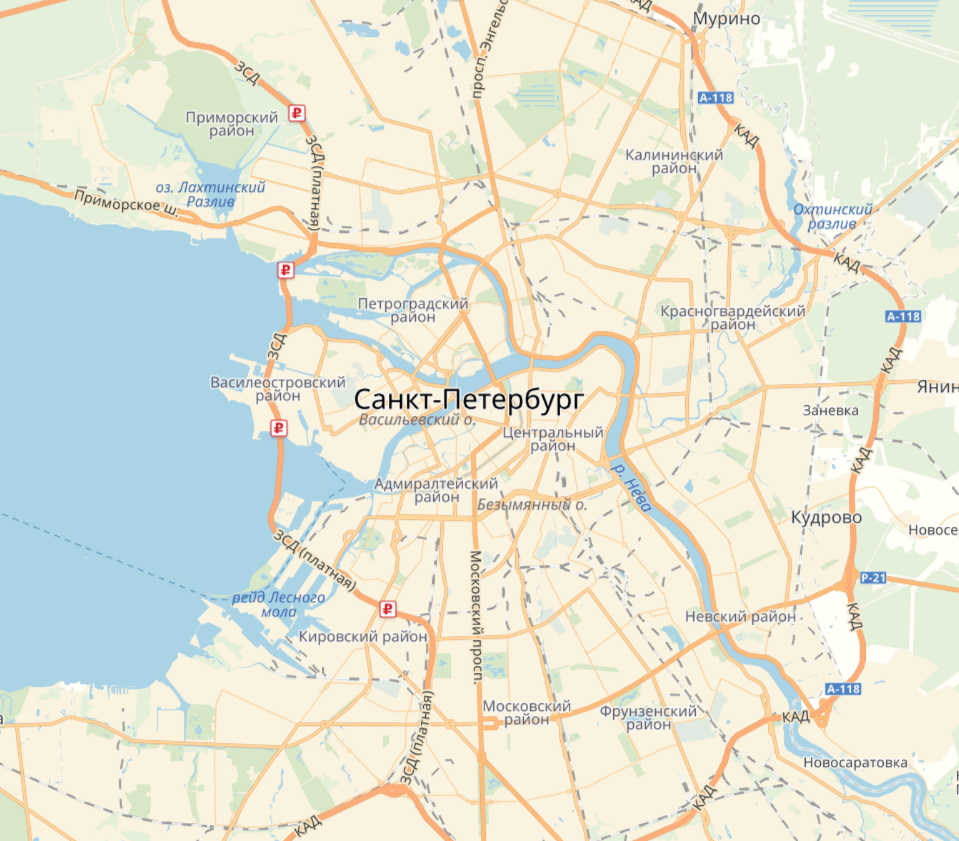 КАД
Мурино
просп. Энгельс
ЗСД
А-118
₽
Приморский
район
КАД
ЗСД (платная)
Калининский
район
оз. Лахтинский
Разлив
Приморское ш.
Охтинский
разлив
КАД
₽
Петроградский
район
Красногвардейский
район
А-118
ЗСД
КАД
Василеостровский
район
Янин
Санкт-Петербург
Заневка
Васильевский о.
₽
Центральный
район
КАД
р. Нева
Адмиралтейский
район
Безымянный о.
Кудрово
Новосе
ЗСД (платная)
Московский просп.
Р-21
рейд Лесного
мола
₽
КАД
Невский район
Кировский район
А-118
Московский
район
Фрунзенский
район
а
КАД
ЗСД (платная)
Новосаратовка
КАД
КАД